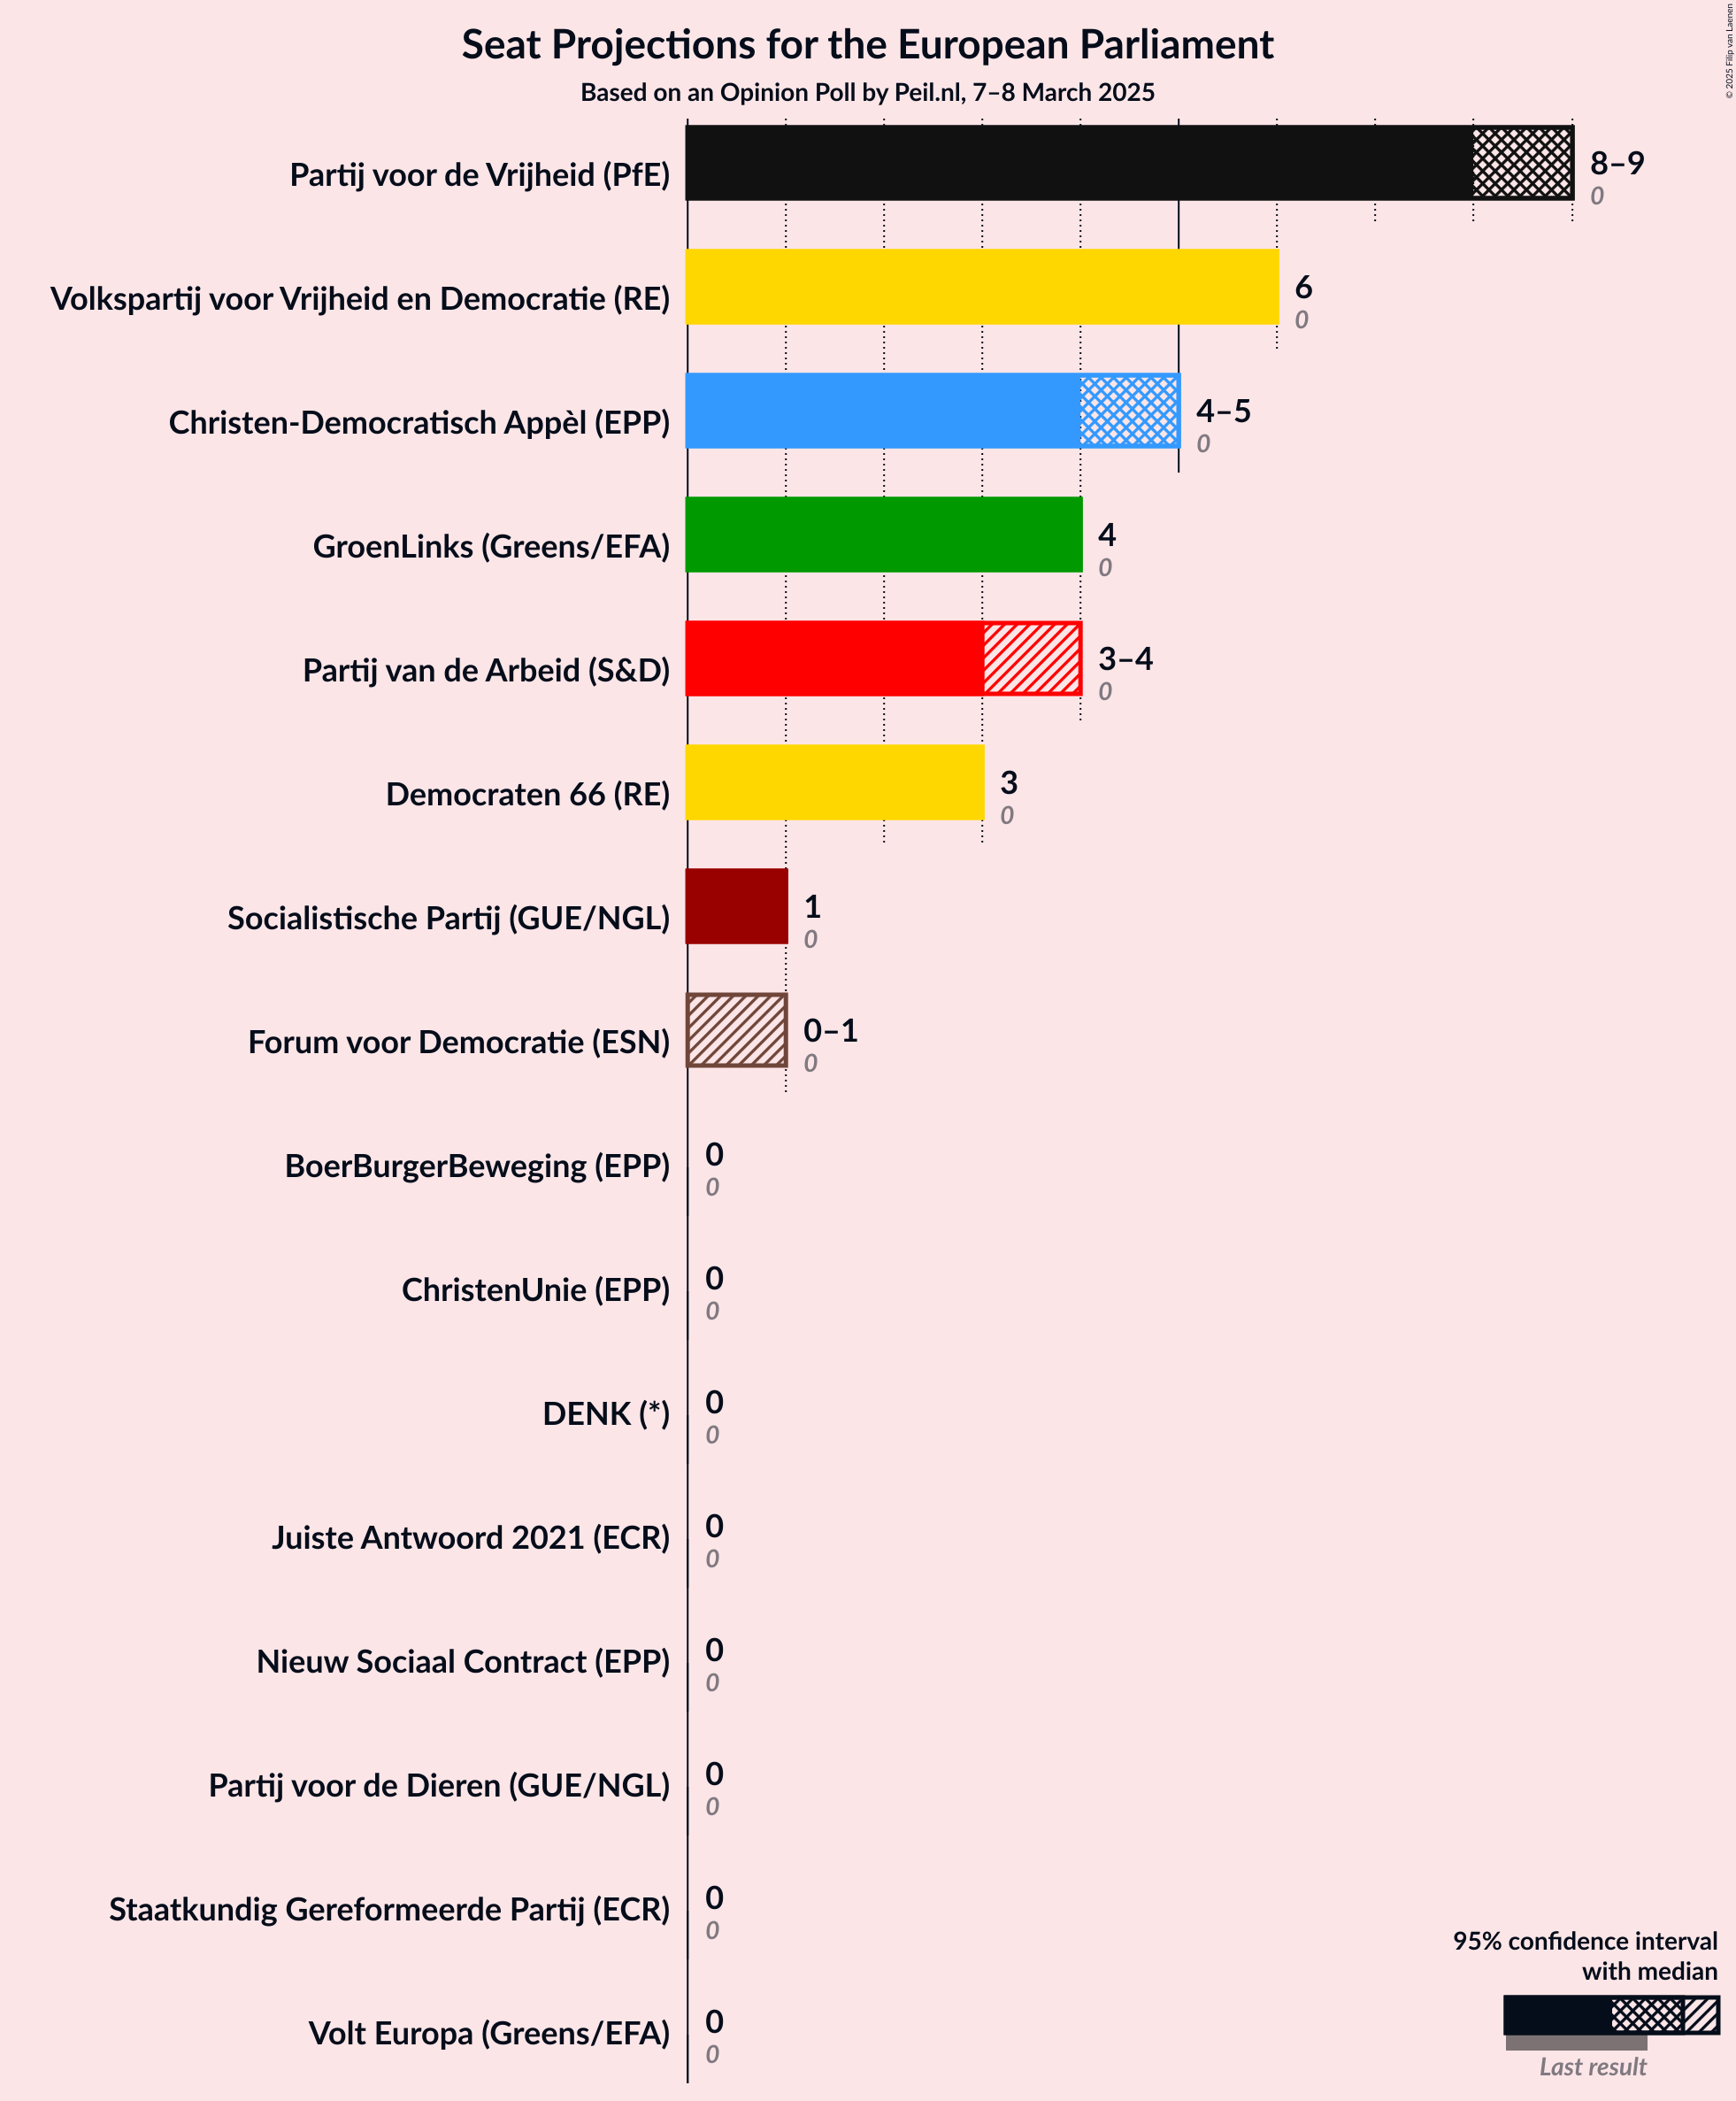 Seat Projections for the European Parliament
Based on an Opinion Poll by Peil.nl, 7–8 March 2025
© 2025 Filip van Laenen
Partij voor de Vrijheid (PfE)
8–9
0
Volkspartij voor Vrijheid en Democratie (RE)
6
0
Christen-Democratisch Appèl (EPP)
4–5
0
GroenLinks (Greens/EFA)
4
0
Partij van de Arbeid (S&D)
3–4
0
Democraten 66 (RE)
3
0
Socialistische Partij (GUE/NGL)
1
0
Forum voor Democratie (ESN)
0–1
0
BoerBurgerBeweging (EPP)
0
0
ChristenUnie (EPP)
0
0
DENK (*)
0
0
Juiste Antwoord 2021 (ECR)
0
0
Nieuw Sociaal Contract (EPP)
0
0
Partij voor de Dieren (GUE/NGL)
0
0
Staatkundig Gereformeerde Partij (ECR)
0
0
Volt Europa (Greens/EFA)
0
0
95% confidence interval
with median
Last result